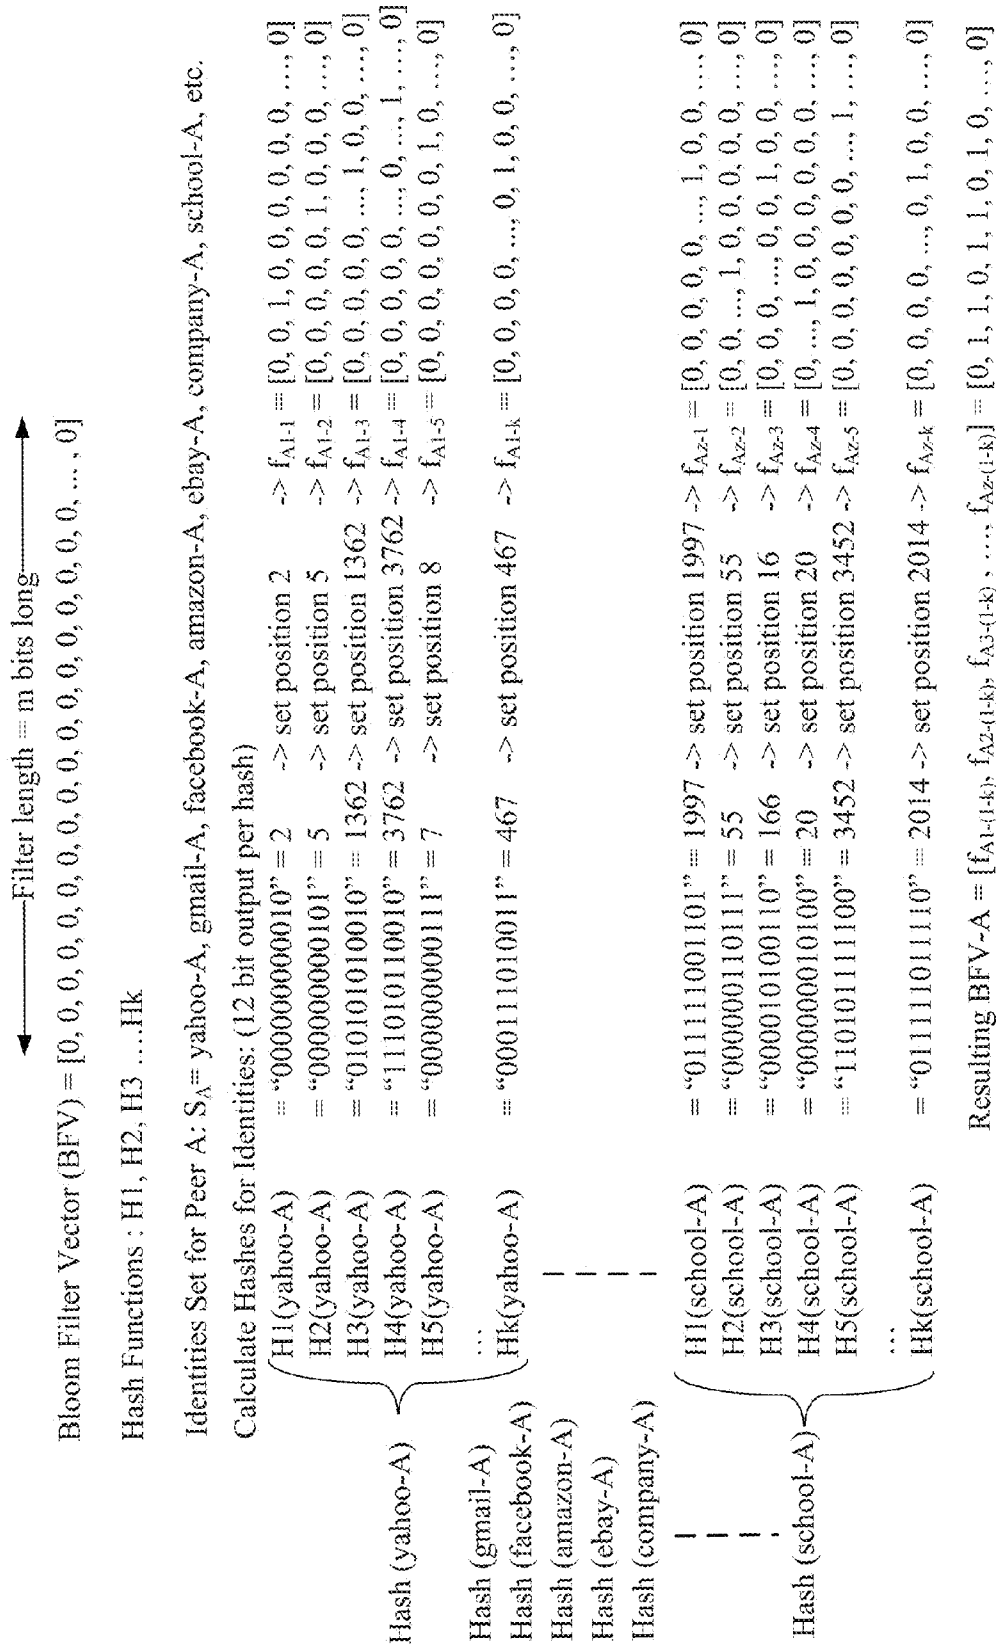 Filter length = m bits long
Bloom Filter Vector (BFV) = [0, 0, 0, 0, 0, 0, 0, 0, 0, 0, 0, 0, 0, 0, 0, 0, 0, …, 0]
Hash Functions : H1, H2, H3 ….Hk
Identities Set for Peer A: S_A= yahoo-A, gmail-A, facebook-A, amazon-A, ebay-A, company-A, school-A, etc.
Calculate Hashes for Identities: (12 bit output per hash)
Hash (yahoo-A)
H1(yahoo-A) = “000000000010” = 2 -> set position 2 -> f_A1-1 = [0, 0, 1, 0, 0, 0, 0, 0, 0, …, 0]
H2(yahoo-A) = “000000000101” = 5 -> set position 5 -> f_A1-2 = [0, 0, 0, 0, 0, 1, 0, 0, 0, …, 0]
H3(yahoo-A) = “010101010010” = 1362 -> set position 1362 -> f_A1-3 = [0, 0, 0, 0, 0, …, 1, 0, 0, …, 0]
H4(yahoo-A) = “111010110010” = 3762 -> set position 3762 -> f_A1-4 = [0, 0, 0, 0, 0, …, 0, …, 1, …, 0]
H5(yahoo-A) = “000000000111” = 7 -> set position 8 -> f_A1-5 = [0, 0, 0, 0, 0, 0, 0, 1, 0, …, 0]
…
Hk(yahoo-A) = “000111010011” = 467 -> set position 467 -> f_A1-k = [0, 0, 0, 0, …, 0, 1, 0, 0, …, 0]
Hash (gmail-A)
Hash (facebook-A)
Hash (amazon-A)
Hash (ebay-A)
Hash (company-A)
Hash (school-A)
H1(school-A) = “011111001101” = 1997 -> set position 1997 -> f_Az-1 = [0, 0, 0, 0, 0, …, 1, 0, 0, …, 0]
H2(school-A) = “000000110111” = 55 -> set position 55 -> f_Az-2 = [0, 0, …, 1, 0, 0, 0, 0, 0, …, 0]
H3(school-A) = “000010100110” = 166 -> set position 16 -> f_Az-3 = [0, 0, 0, …, 0, 0, 1, 0, 0, …, 0]
H4(school-A) = “000000010100” = 20 -> set position 20 -> f_Az-4 = [0, …, 1, 0, 0, 0, 0, 0, 0, …, 0]
H5(school-A) = “110101111100” = 3452 -> set position 3452 -> f_Az-5 = [0, 0, 0, 0, 0, 0, 0, 0, …, 1, …, 0]
…
Hk(school-A) = “011111011110” = 2014 -> set position 2014 -> f_Az-k = [0, 0, 0, 0, …, 0, 1, 0, 0, …, 0]
Resulting BFV-A = [f_A1-(1-k), f_A2-(1-k), f_A3-(1-k) , …, f_Az-(1-k)] = [0, 1, 1, 0, 1, 1, 0, 1, 0, …, 0]